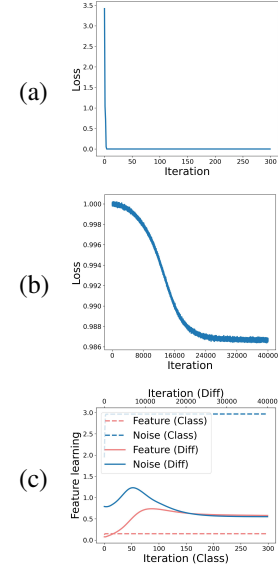 (a)
Loss
3.5
3.0
2.5
2.0
1.5
1.0
0.5
0.0
0 50 100 150 200 250 300
Iteration
(b)
Loss
1.000
0.998
0.996
0.994
0.992
0.990
0.988
0.986
0 8000 16000 24000 32000 40000
Iteration
(c)
Iteration (Diff)
0 10000 20000 30000 40000
Feature learning
3.0
2.5
2.0
1.5
1.0
0.5
0.0
Feature (Class)
Noise (Class)
Feature (Diff)
Noise (Diff)
0 50 100 150 200 250 300
Iteration (Class)